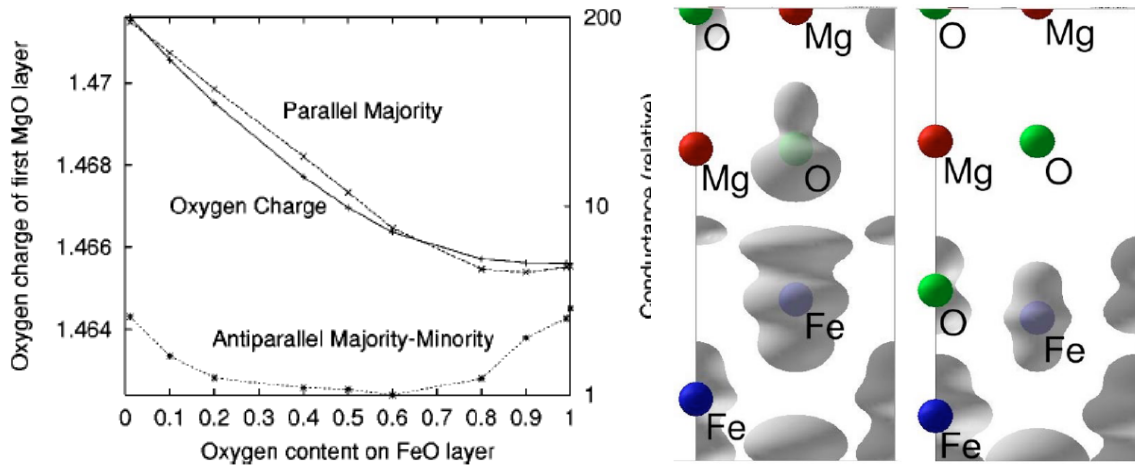 Oxygen charge of first MgO layer
1.47
1.468
1.466
1.464
Parallel Majority
Oxygen Charge
Antiparallel Majority-Minority
0 0.1 0.2 0.3 0.4 0.5 0.6 0.7 0.8 0.9 1
Oxygen content on FeO layer
200
10
1
Conductance (relative)
O Mg
Mg O
Fe
Fe
O Mg
Mg O
O Fe
Fe